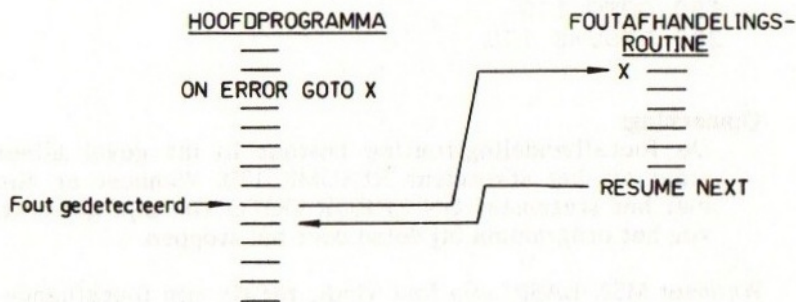 HOOFDPROGRAMMA
FOUTAFHANDELINGS-
ROUTINE
X
ON ERROR GOTO X
RESUME NEXT
Fout gedetecteerd